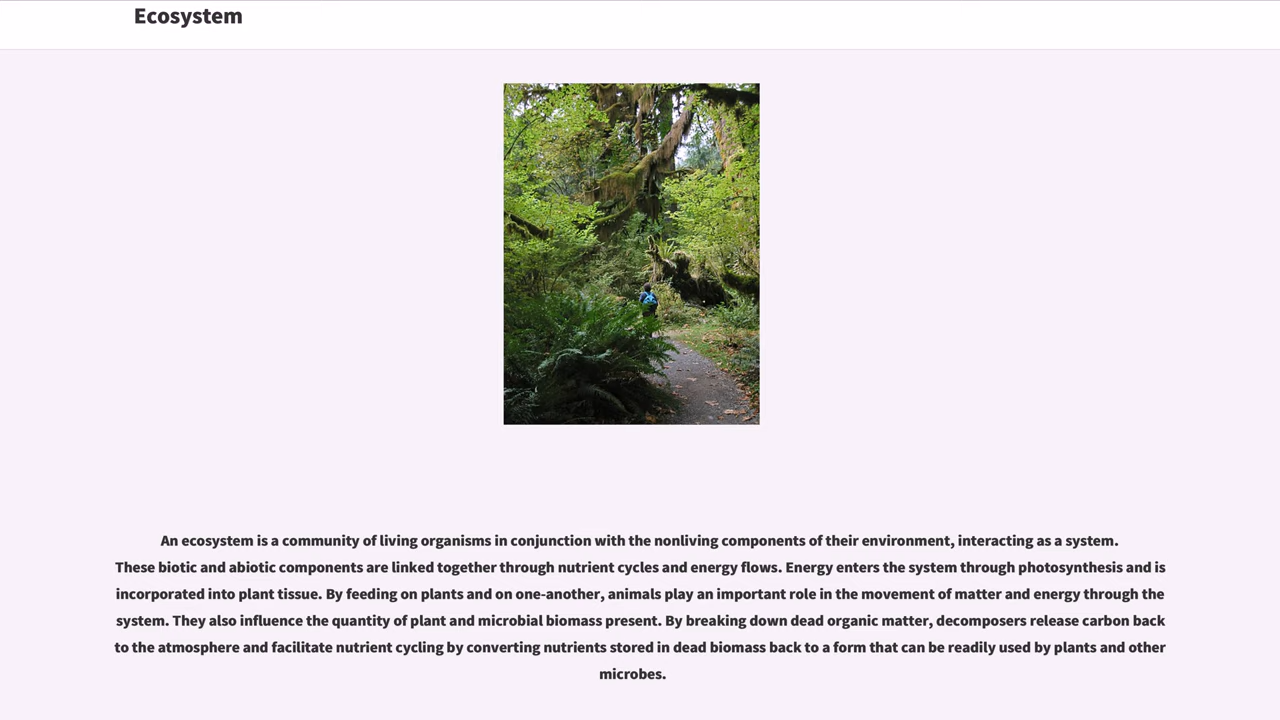 Ecosystem
An ecosystem is a community of living organisms in conjunction with the nonliving components of their environment, interacting as a system.
These biotic and abiotic components are linked together through nutrient cycles and energy flows. Energy enters the system through photosynthesis and is
incorporated into plant tissue. By feeding on plants and on one-another, animals play an important role in the movement of matter and energy through the
system. They also influence the quantity of plant and microbial biomass present. By breaking down dead organic matter, decomposers release carbon back
to the atmosphere and facilitate nutrient cycling by converting nutrients stored in dead biomass back to a form that can be readily used by plants and other
microbes.